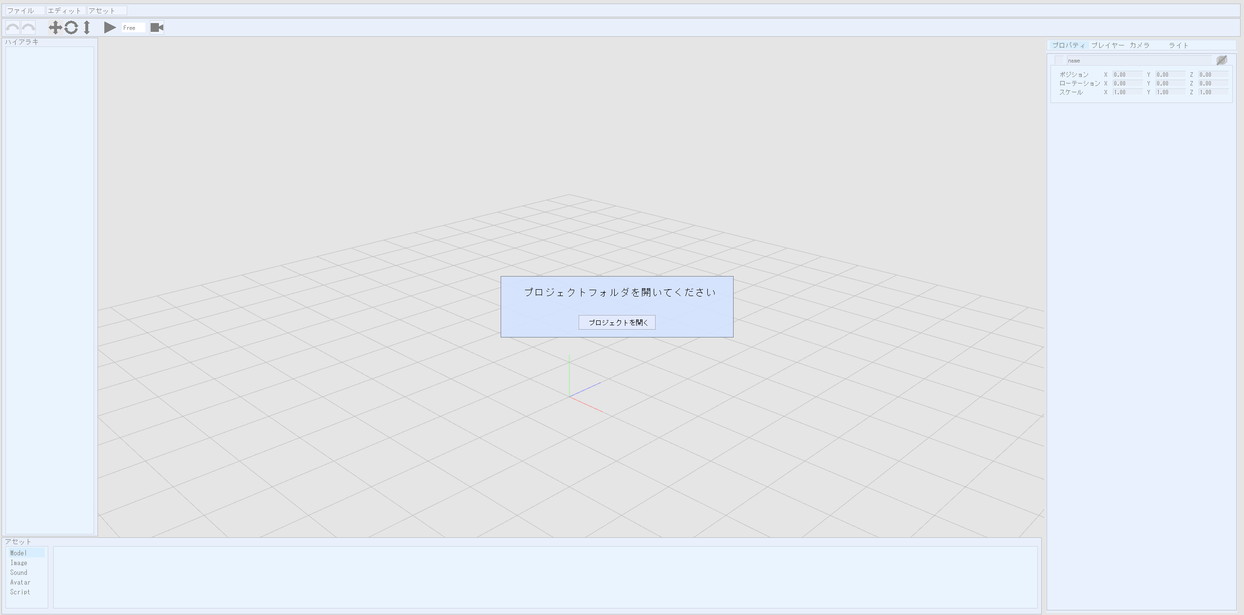 ファイル エディット アセット
Free
ハイアラキ
プロパティ プレイヤー カメラ ライト
name
ポジション X 0.00 Y 0.00 Z 0.00
ローテーション X 0.00 Y 0.00 Z 0.00
スケール X 1.00 Y 1.00 Z 1.00
プロジェクトフォルダを開いてください
プロジェクトを開く
アセット
Model
Image
Sound
Avatar
Script